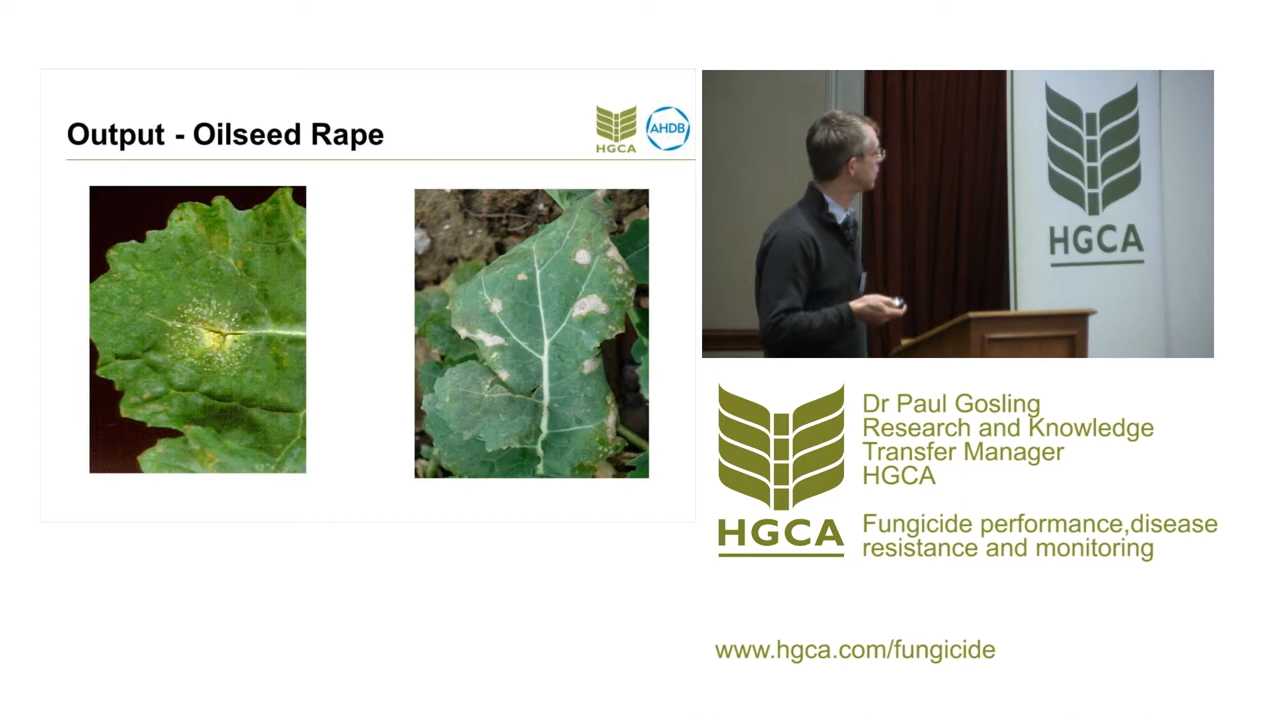 Output - Oilseed Rape
HGCA
AHDB
HGCA
HGCA
Dr Paul Gosling
Research and Knowledge
Transfer Manager
HGCA
Fungicide performance,disease
resistance and monitoring
www.hgca.com/fungicide